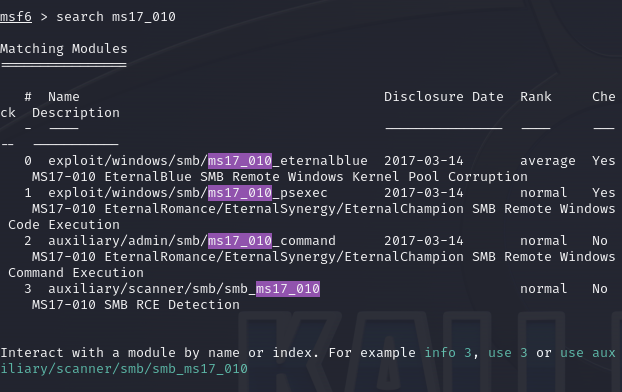 msf6 > search ms17_010
Matching Modules
================
# Name Disclosure Date Rank Che
ck Description
- ---- --------------- ---- ---
-- -----------
0 exploit/windows/smb/ms17_010_eternalblue 2017-03-14 average Yes
MS17-010 EternalBlue SMB Remote Windows Kernel Pool Corruption
1 exploit/windows/smb/ms17_010_psexec 2017-03-14 normal Yes
MS17-010 EternalRomance/EternalSynergy/EternalChampion SMB Remote Windows
Code Execution
2 auxiliary/admin/smb/ms17_010_command 2017-03-14 normal No
MS17-010 EternalRomance/EternalSynergy/EternalChampion SMB Remote Windows
Command Execution
3 auxiliary/scanner/smb/smb_ms17_010 normal No
MS17-010 SMB RCE Detection
Interact with a module by name or index. For example info 3, use 3 or use aux
iliary/scanner/smb/smb_ms17_010
KALI